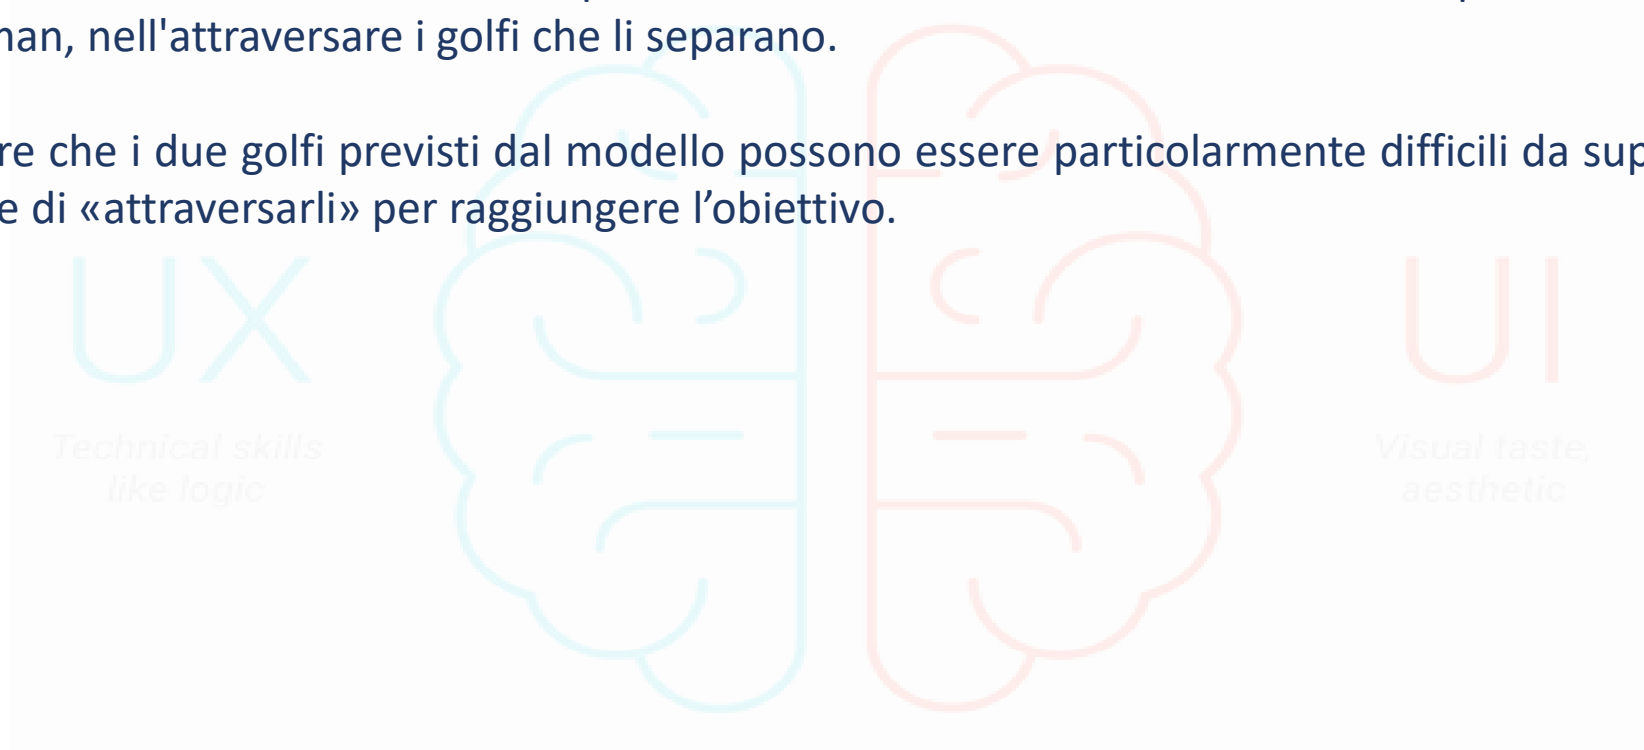 man, nell'attraversare i golfi che li separano.
re che i due golfi previsti dal modello possono essere particolarmente difficili da sup
e di «attraversarli» per raggiungere l’obiettivo.
UX
UI
Technical skills
like logic
Visual taste,
aesthetic